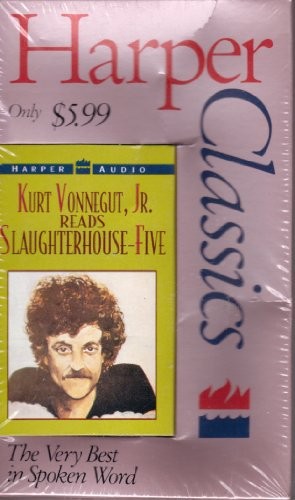 Harper
Classics
Only $5.99
HARPER AUDIO
KURT VONNEGUT, JR.
READS
SLAUGHTERHOUSE-FIVE
The Very Best
in Spoken Word